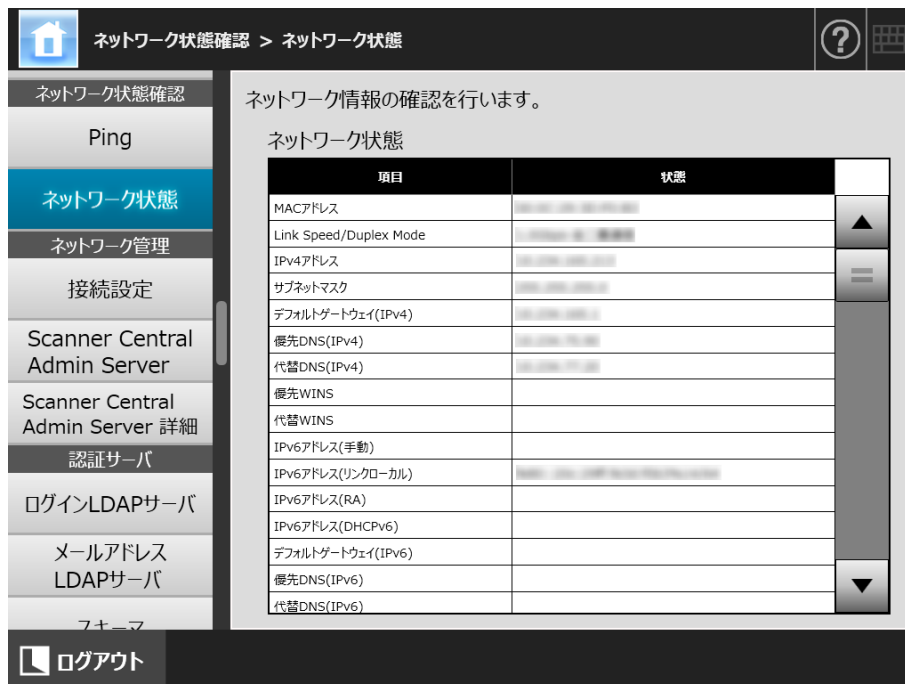 ネットワーク状態確認 > ネットワーク状態
?
ネットワーク状態確認
Ping
ネットワーク状態
ネットワーク管理
接続設定
Scanner Central
Admin Server
Scanner Central
Admin Server 詳細
認証サーバ
ログインLDAPサーバ
メールアドレス
LDAPサーバ
スキーマ
ネットワーク情報の確認を行います。
ネットワーク状態
項目 状態
MACアドレス
Link Speed/Duplex Mode
IPv4アドレス
サブネットマスク
デフォルトゲートウェイ(IPv4)
優先DNS(IPv4)
代替DNS(IPv4)
優先WINS
代替WINS
IPv6アドレス(手動)
IPv6アドレス(リンクローカル)
IPv6アドレス(RA)
IPv6アドレス(DHCPv6)
デフォルトゲートウェイ(IPv6)
優先DNS(IPv6)
代替DNS(IPv6)
ログアウト